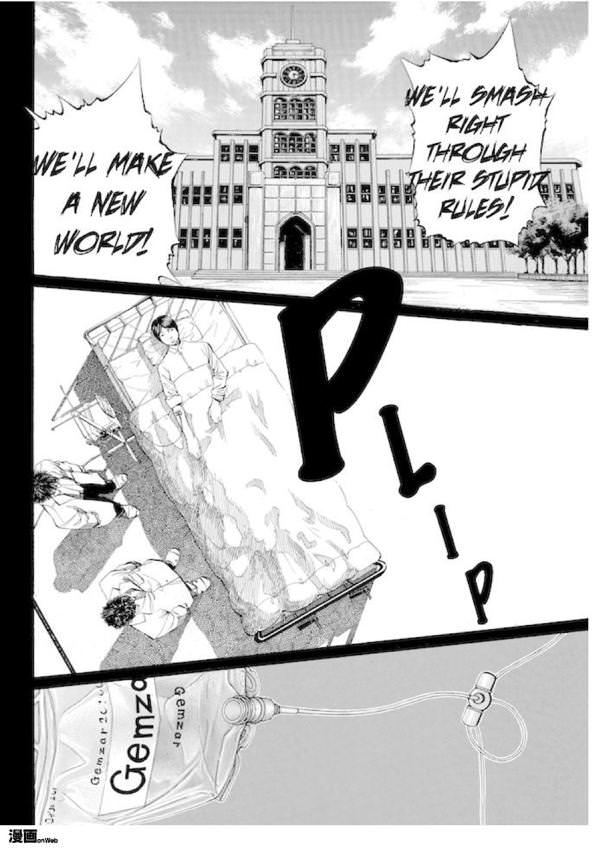 WE'LL SMASH
RIGHT
THROUGH
THEIR STUPID
RULES!
WE'LL MAKE
A NEW
WORLD!
PLIP
Gemzar
Gemzar
Gemzar
漫画onWeb